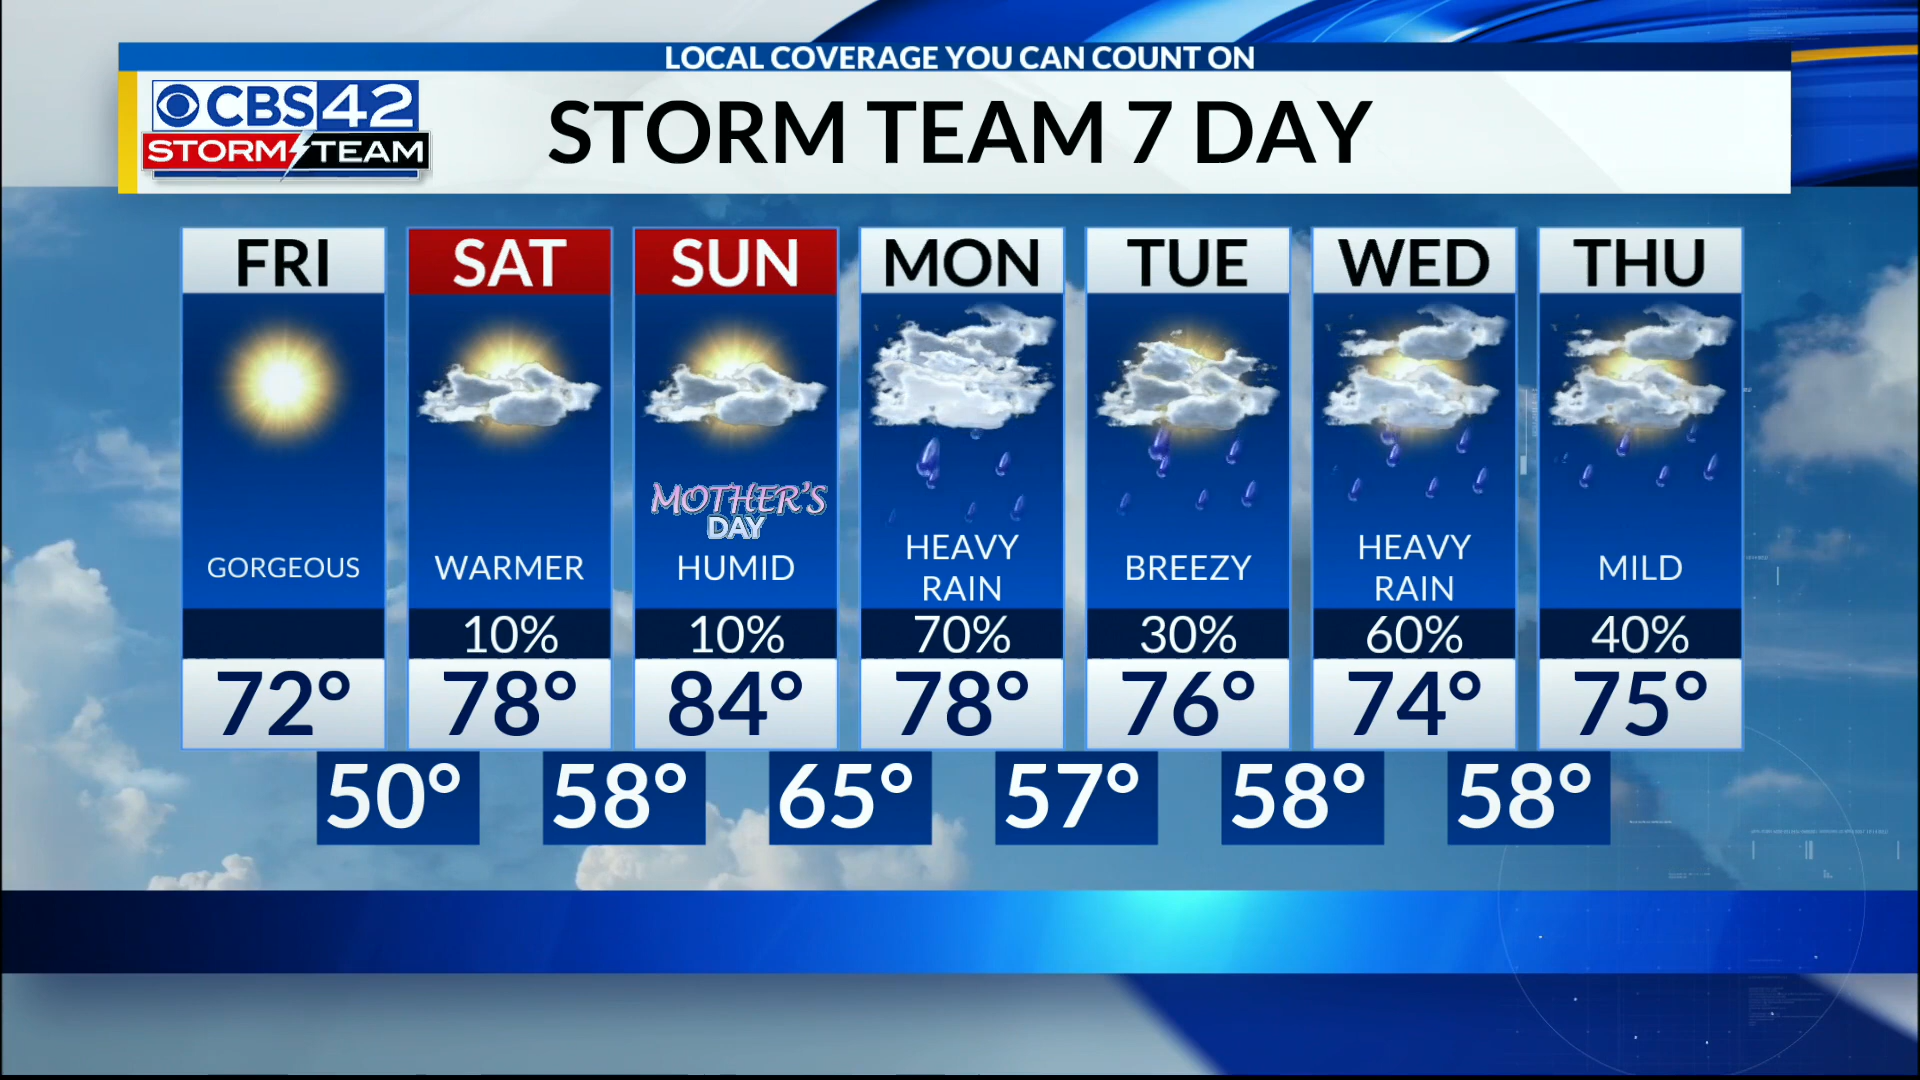 LOCAL COVERAGE YOU CAN COUNT ON
CBS 42
STORM TEAM
STORM TEAM 7 DAY
FRI SAT SUN MON TUE WED THU
MOTHER'S
DAY
GORGEOUS WARMER HUMID HEAVY RAIN BREEZY HEAVY RAIN MILD
10% 10% 70% 30% 60% 40%
72° 78° 84° 78° 76° 74° 75°
50° 58° 65° 57° 58° 58°